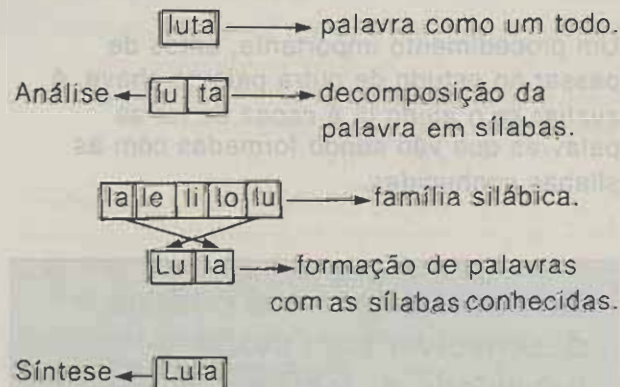 luta palavra como um todo.
Análise lu ta decomposição da
palavra em sílabas.
la le li lo lu família silábica.
Lu la formação de palavras
com as sílabas conhecidas.
Síntese Lula